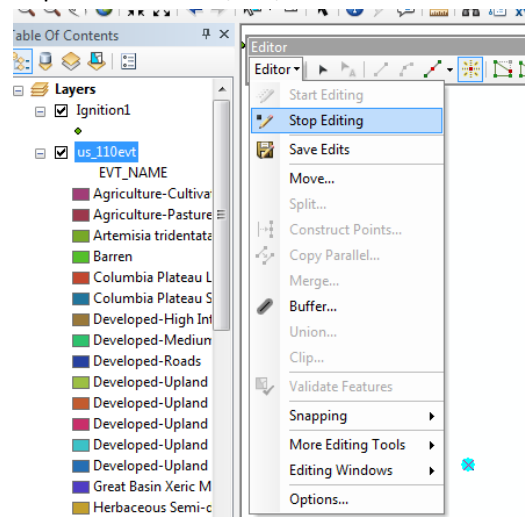 Table Of Contents
Layers
Ignition1
us_110evt
EVT_NAME
Agriculture-Cultiva
Agriculture-Pasture
Artemisia tridentata
Barren
Columbia Plateau L
Columbia Plateau S
Developed-High Int
Developed-Medium
Developed-Roads
Developed-Upland
Developed-Upland
Developed-Upland
Developed-Upland
Developed-Upland
Great Basin Xeric M
Herbaceous Semi-d
Editor
Editor
Start Editing
Stop Editing
Save Edits
Move...
Split...
Construct Points...
Copy Parallel...
Merge...
Buffer...
Union...
Clip...
Validate Features
Snapping
More Editing Tools
Editing Windows
Options...